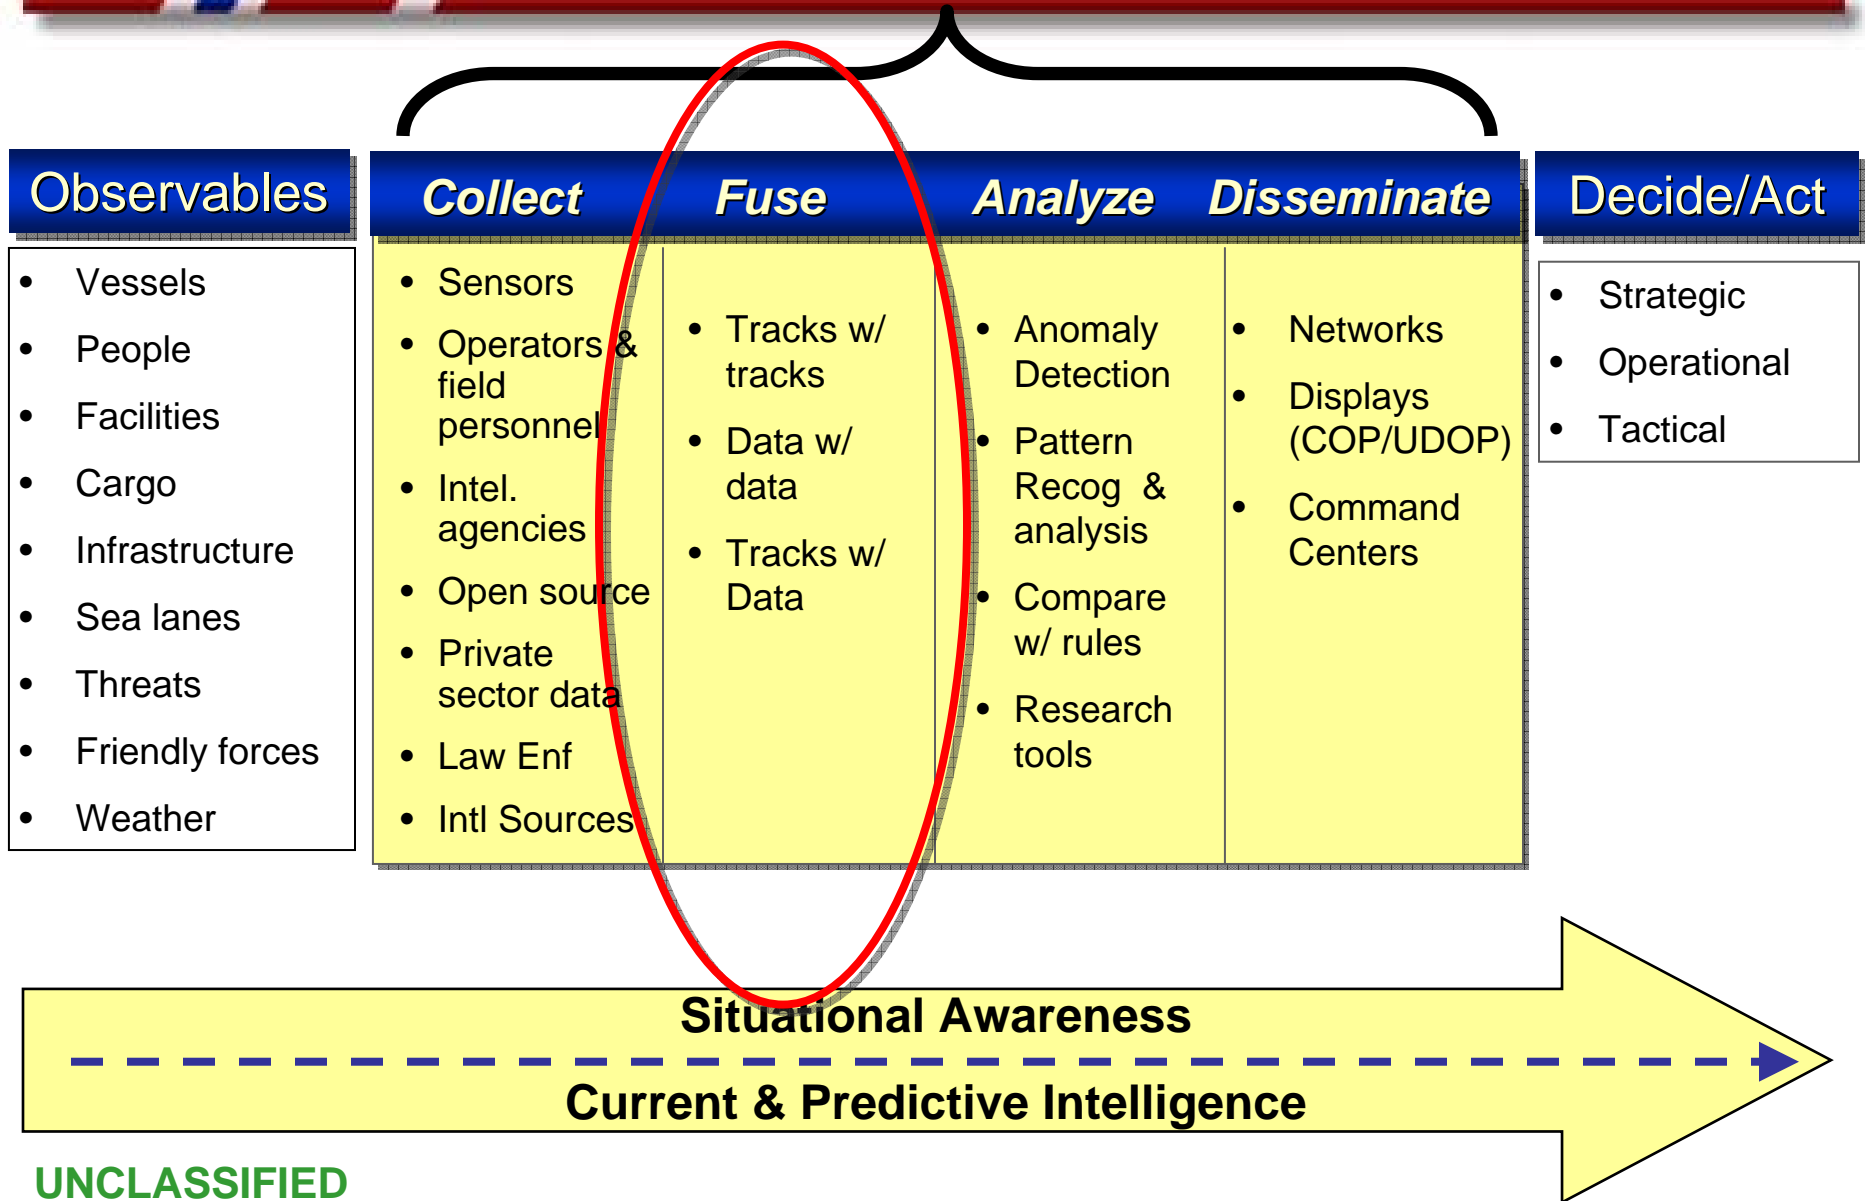 Observables
• Vessels
• People
• Facilities
• Cargo
• Infrastructure
• Sea lanes
• Threats
• Friendly forces
• Weather
Collect
• Sensors
• Operators &
field
personnel
• Intel.
agencies
• Open source
• Private
sector data
• Law Enf
• Intl Sources
Fuse
• Tracks w/
tracks
• Data w/
data
• Tracks w/
Data
Analyze
• Anomaly
Detection
• Pattern
Recog & 
analysis
• Compare
w/ rules
• Research
tools
Disseminate
• Networks
• Displays
(COP/UDOP)
• Command
Centers
Decide/Act
• Strategic
• Operational
• Tactical
Situational Awareness
Current & Predictive Intelligence
UNCLASSIFIED